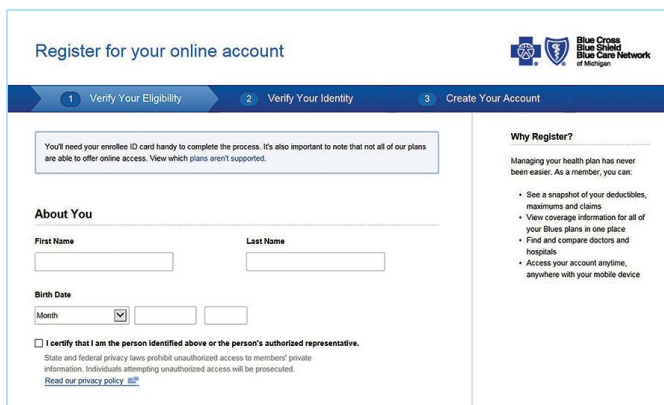 Register for your online account
Blue Cross
Blue Shield
Blue Care Network
of Michigan
1 Verify Your Eligibility
2 Verify Your Identity
3 Create Your Account
You'll need your enrollee ID card handy to complete the process. It's also important to note that not all of our plans
are able to offer online access. View which plans aren't supported.
About You
First Name
Last Name
Birth Date
Month
I certify that I am the person identified above or the person's authorized representative.
State and federal privacy laws prohibit unauthorized access to members' private
information. Individuals attempting unauthorized access will be prosecuted.
Read our privacy policy
Why Register?
Managing your health plan has never
been easier. As a member, you can:
• See a snapshot of your deductibles,
maximums and claims
• View coverage information for all of
your Blues plans in one place
• Find and compare doctors and
hospitals
• Access your account anytime,
anywhere with your mobile device